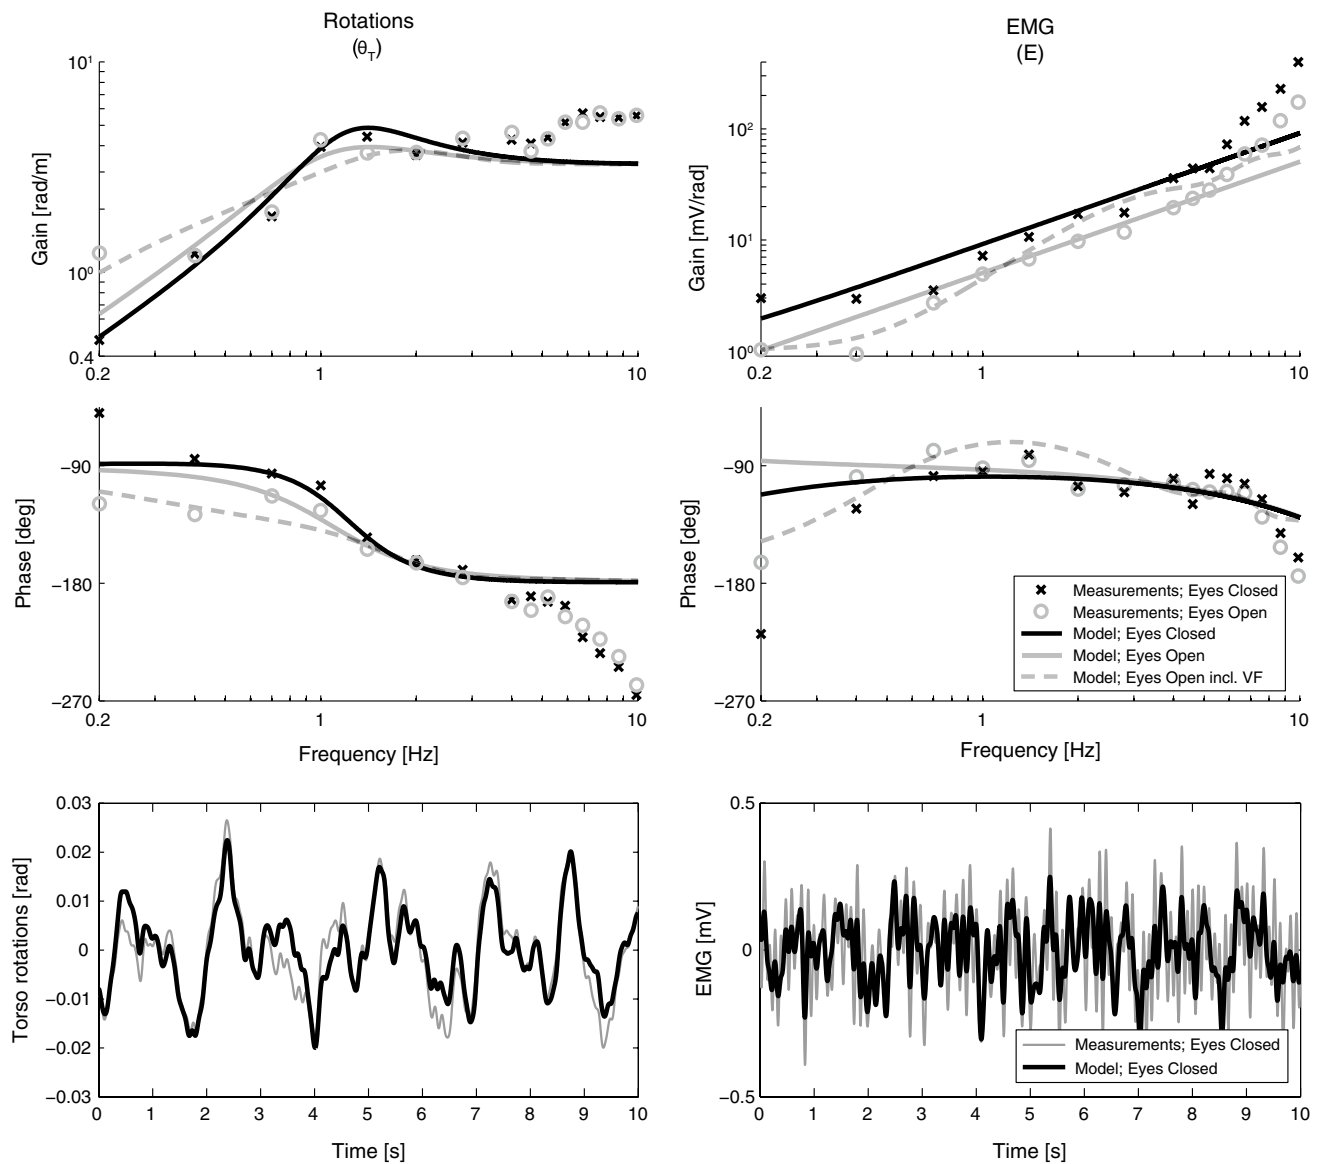 Rotations
(θT)
EMG
(E)
10¹
10⁰
0.4
Gain [rad/m]
0.2
1
10
10²
10¹
10⁰
Gain [mV/rad]
0.2
1
10
−90
−180
−270
Phase [deg]
0.2
1
10
Frequency [Hz]
−90
−180
−270
Phase [deg]
Measurements; Eyes Closed
Measurements; Eyes Open
Model; Eyes Closed
Model; Eyes Open
Model; Eyes Open incl. VF
0.2
1
10
Frequency [Hz]
0.03
0.02
0.01
0
−0.01
−0.02
−0.03
Torso rotations [rad]
0 1 2 3 4 5 6 7 8 9 10
Time [s]
0.5
0
−0.5
EMG [mV]
Measurements; Eyes Closed
Model; Eyes Closed
0 1 2 3 4 5 6 7 8 9 10
Time [s]